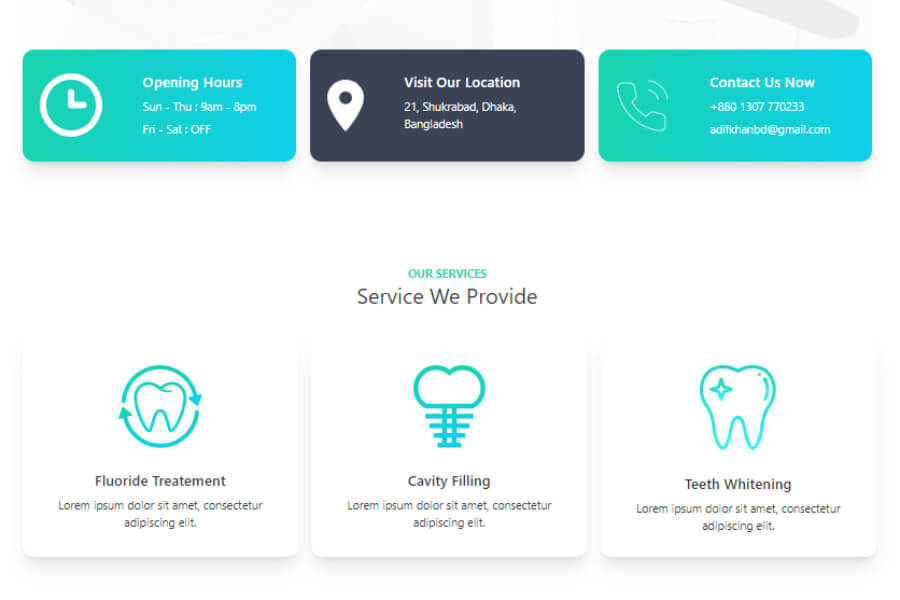 Opening Hours
Sun - Thu : 9am - 8pm
Fri - Sat : OFF
Visit Our Location
21, Shukrabad, Dhaka,
Bangladesh
Contact Us Now
+880 1307 770233
adifkhanbd@gmail.com
OUR SERVICES
Service We Provide
Fluoride Treatement
Lorem ipsum dolor sit amet, consectetur
adipiscing elit.
Cavity Filling
Lorem ipsum dolor sit amet, consectetur
adipiscing elit.
Teeth Whitening
Lorem ipsum dolor sit amet, consectetur
adipiscing elit.